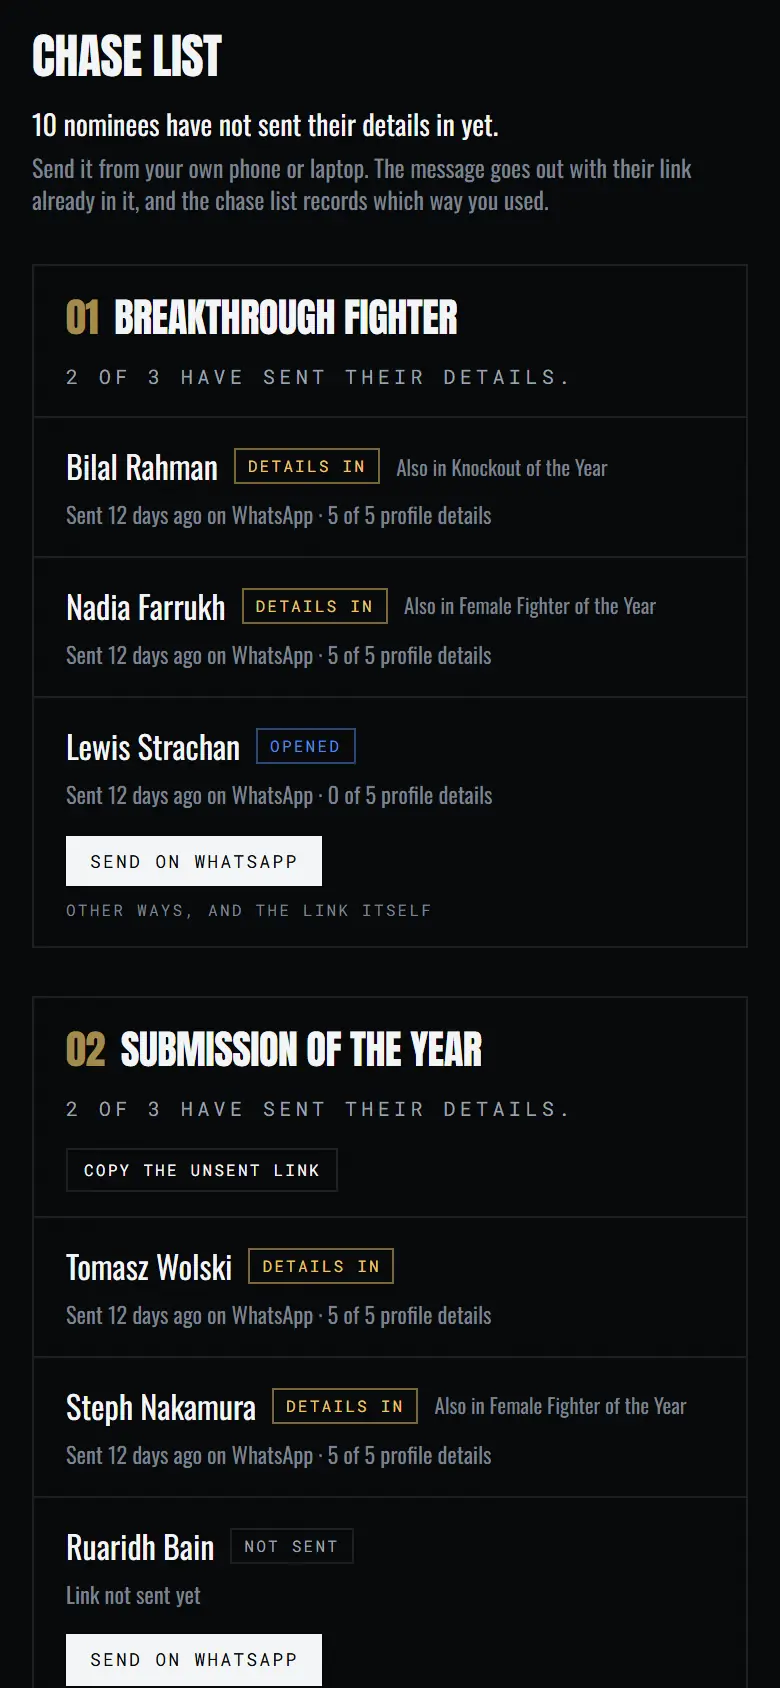 CHASE LIST
10 nominees have not sent their details in yet.
Send it from your own phone or laptop. The message goes out with their link
already in it, and the chase list records which way you used.
01 BREAKTHROUGH FIGHTER
2 OF 3 HAVE SENT THEIR DETAILS.
Bilal Rahman DETAILS IN Also in Knockout of the Year
Sent 12 days ago on WhatsApp · 5 of 5 profile details
Nadia Farrukh DETAILS IN Also in Female Fighter of the Year
Sent 12 days ago on WhatsApp · 5 of 5 profile details
Lewis Strachan OPENED
Sent 12 days ago on WhatsApp · 0 of 5 profile details
SEND ON WHATSAPP
OTHER WAYS, AND THE LINK ITSELF
02 SUBMISSION OF THE YEAR
2 OF 3 HAVE SENT THEIR DETAILS.
COPY THE UNSENT LINK
Tomasz Wolski DETAILS IN
Sent 12 days ago on WhatsApp · 5 of 5 profile details
Steph Nakamura DETAILS IN Also in Female Fighter of the Year
Sent 12 days ago on WhatsApp · 5 of 5 profile details
Ruaridh Bain NOT SENT
Link not sent yet
SEND ON WHATSAPP